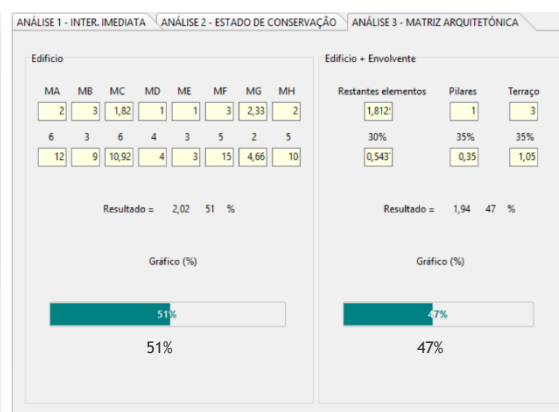 ANÁLISE 1 - INTER. IMEDIATA ANÁLISE 2 - ESTADO DE CONSERVAÇÃO ANÁLISE 3 - MATRIZ ARQUITETÓNICA
Edificio
MA MB MC MD ME MF MG MH
2 3 1,82 1 1 3 2,33 2
6 3 6 4 3 5 2 5
12 9 10,92 4 3 15 4,66 10
Resultado = 2,02 51 %
Gráfico (%)
51%
51%
Edificio + Envolvente
Restantes elementos Pilares Terraço
1,812 1 3
30% 35% 35%
0,543 0,35 1,05
Resultado = 1,94 47 %
Gráfico (%)
47%
47%